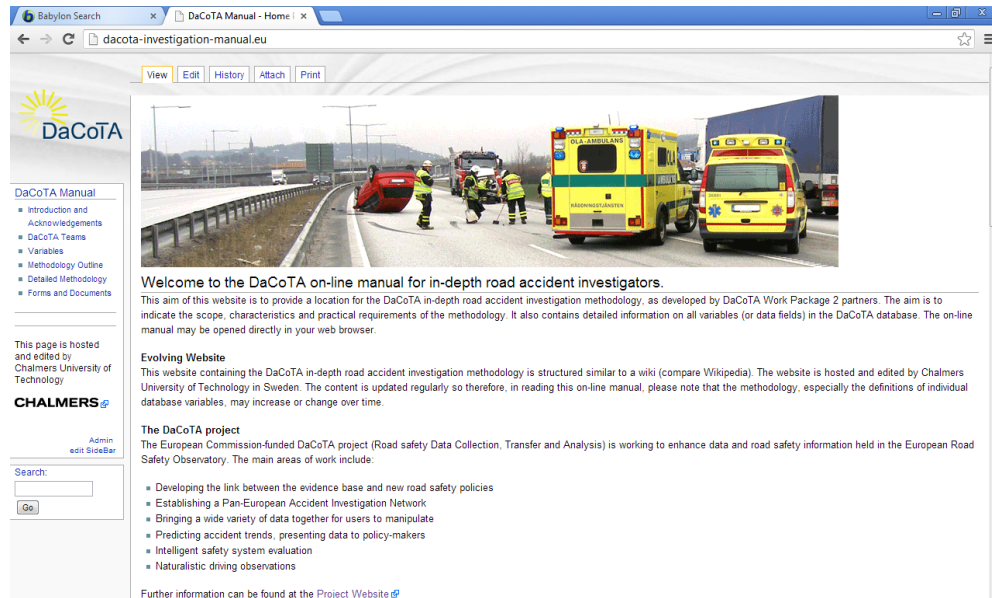 Babylon Search
DaCoTA Manual - Home
dacota-investigation-manual.eu
View Edit History Attach Print
DaCoTA
OLA-AMBULANS
RÄDDNINGSTJÄNSTEN
DaCoTA Manual
Introduction and
Acknowledgements
DaCoTA Teams
Variables
Methodology Outline
Detailed Methodology
Forms and Documents
This page is hosted
and edited by
Chalmers University of
Technology
CHALMERS
Admin
edit SideBar
Search:
Go
Welcome to the DaCoTA on-line manual for in-depth road accident investigators.
This aim of this website is to provide a location for the DaCoTA in-depth road accident investigation methodology, as developed by DaCoTA Work Package 2 partners. The aim is to
indicate the scope, characteristics and practical requirements of the methodology. It also contains detailed information on all variables (or data fields) in the DaCoTA database. The on-line
manual may be opened directly in your web browser.
Evolving Website
This website containing the DaCoTA in-depth road accident investigation methodology is structured similar to a wiki (compare Wikipedia). The website is hosted and edited by Chalmers
University of Technology in Sweden. The content is updated regularly so therefore, in reading this on-line manual, please note that the methodology, especially the definitions of individual
database variables, may increase or change over time.
The DaCoTA project
The European Commission-funded DaCoTA project (Road safety Data Collection, Transfer and Analysis) is working to enhance data and road safety information held in the European Road
Safety Observatory. The main areas of work include:
Developing the link between the evidence base and new road safety policies
Establishing a Pan-European Accident Investigation Network
Bringing a wide variety of data together for users to manipulate
Predicting accident trends, presenting data to policy-makers
Intelligent safety system evaluation
Naturalistic driving observations
Further information can be found at the Project Website